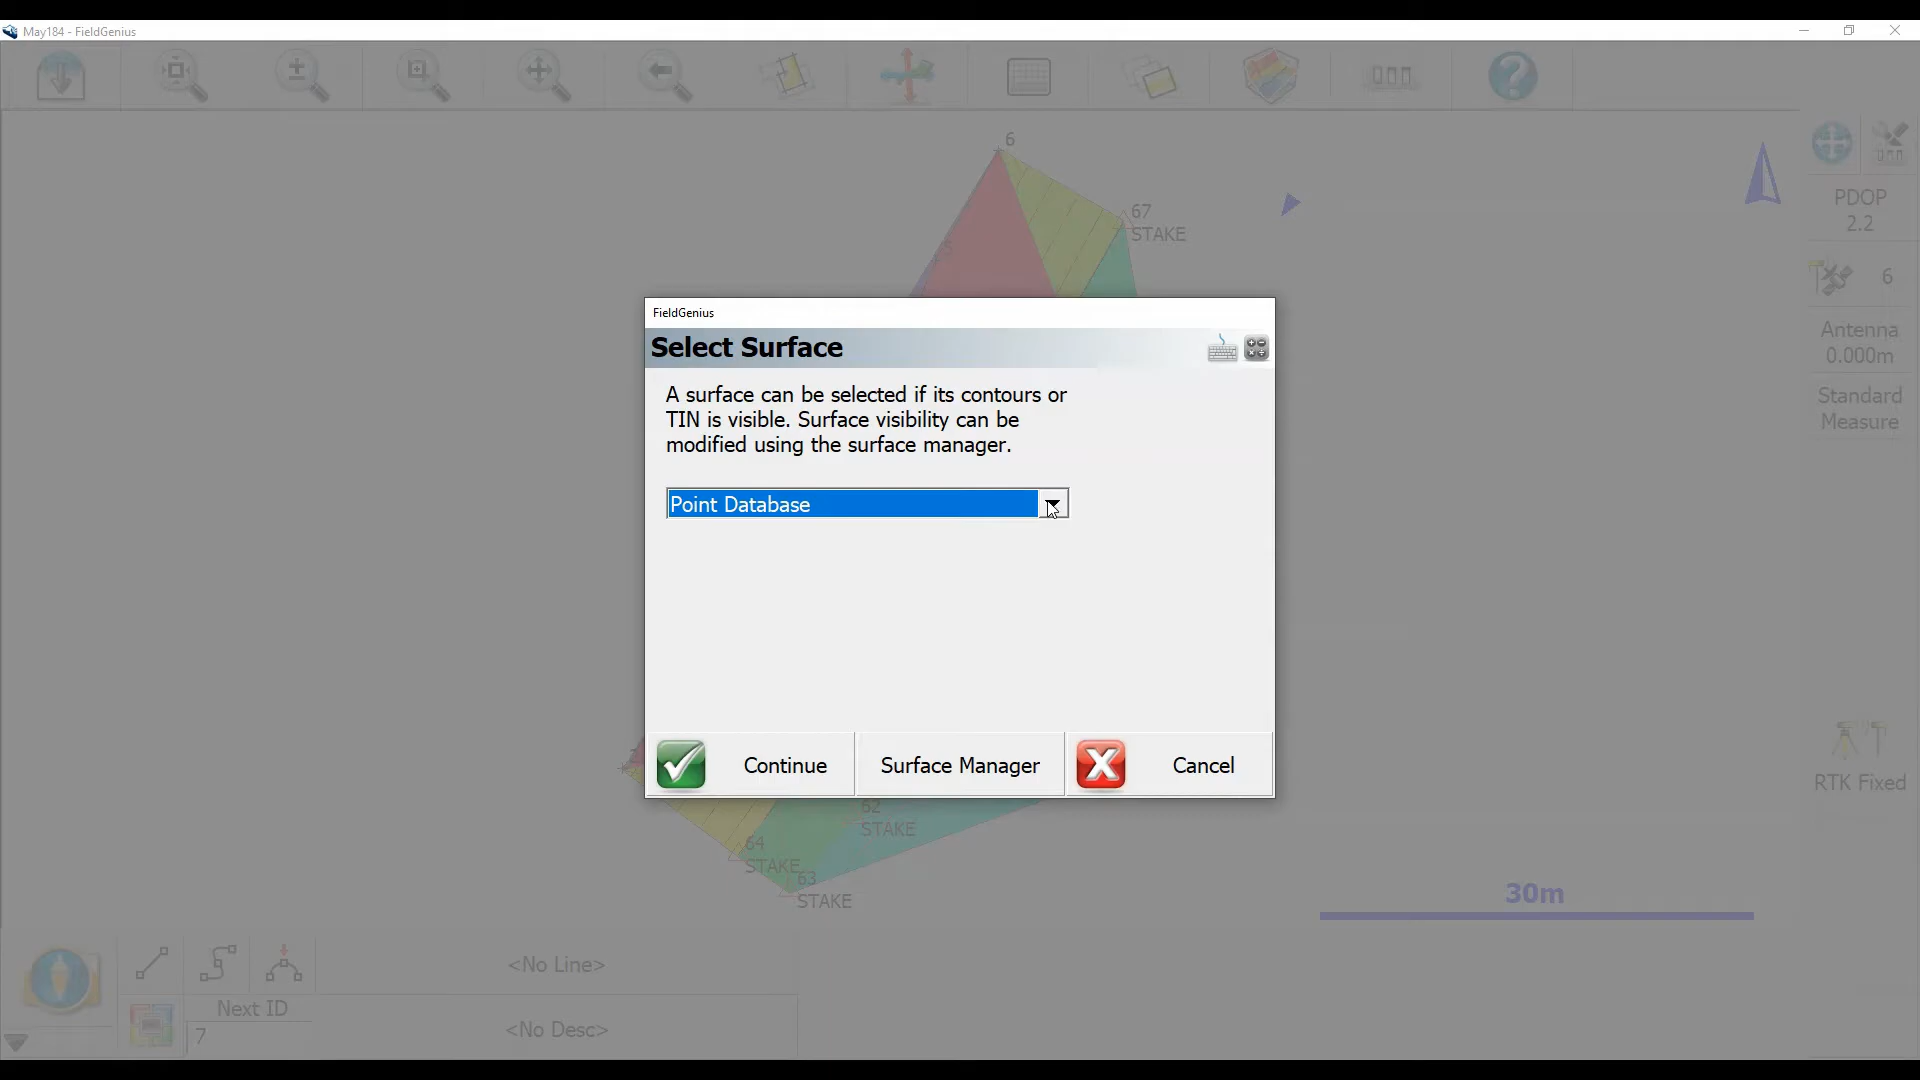 May184 - FieldGenius
6
67
STAKE
PDOP
2.2
6
Antenna
0.000m
Standard
Measure
FieldGenius
Select Surface
A surface can be selected if its contours or
TIN is visible. Surface visibility can be
modified using the surface manager.
Point Database
Continue
Surface Manager
Cancel
RTK Fixed
62
STAKE
64
STAKE
63
STAKE
30m
<No Line>
Next ID
7
<No Desc>